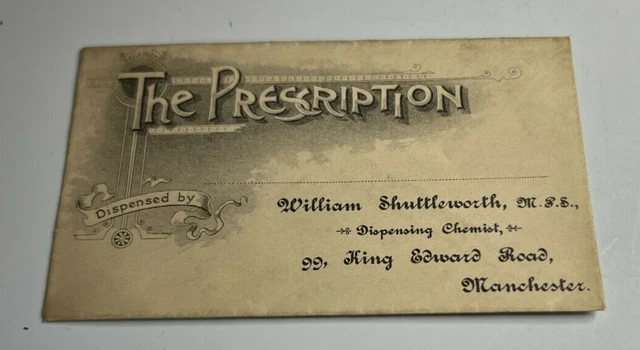 The Prescription
Dispensed by
William Shuttleworth, M.P.S.,
Dispensing Chemist,
99, King Edward Road,
Manchester.